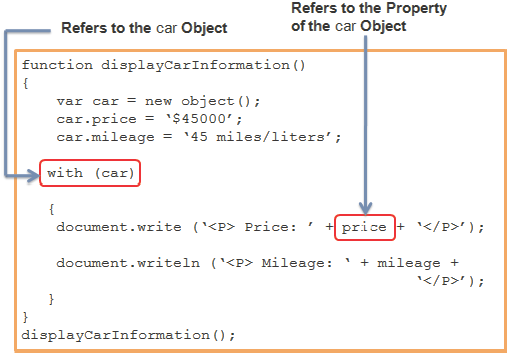 Refers to the Property
of the car Object
Refers to the car Object
function displayCarInformation()
{
var car = new object();
car.price = ‘$45000’;
car.mileage = ‘45 miles/liters’;
with (car)
{
document.write (‘<P> Price: ’ + price + ‘</P>’);
document.writeln (‘<P> Mileage: ‘ + mileage +
‘</P>’);
}
}
displayCarInformation();